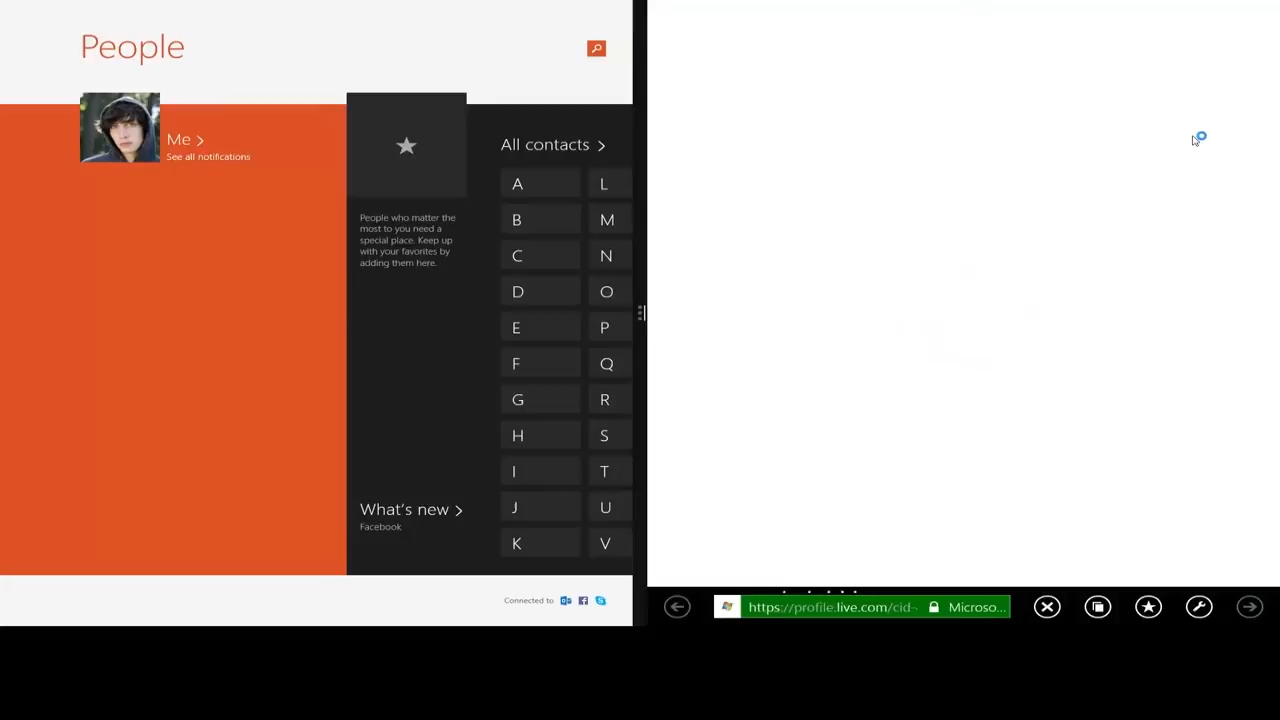 People
Me >
See all notifications
People who matter the
most to you need a
special place. Keep up
with your favorites by
adding them here.
What's new >
Facebook
All contacts >
A
B
C
D
E
F
G
H
I
J
K
L
M
N
O
P
Q
R
S
T
U
V
Connected to
https://profile.live.com/cid-
Microso...